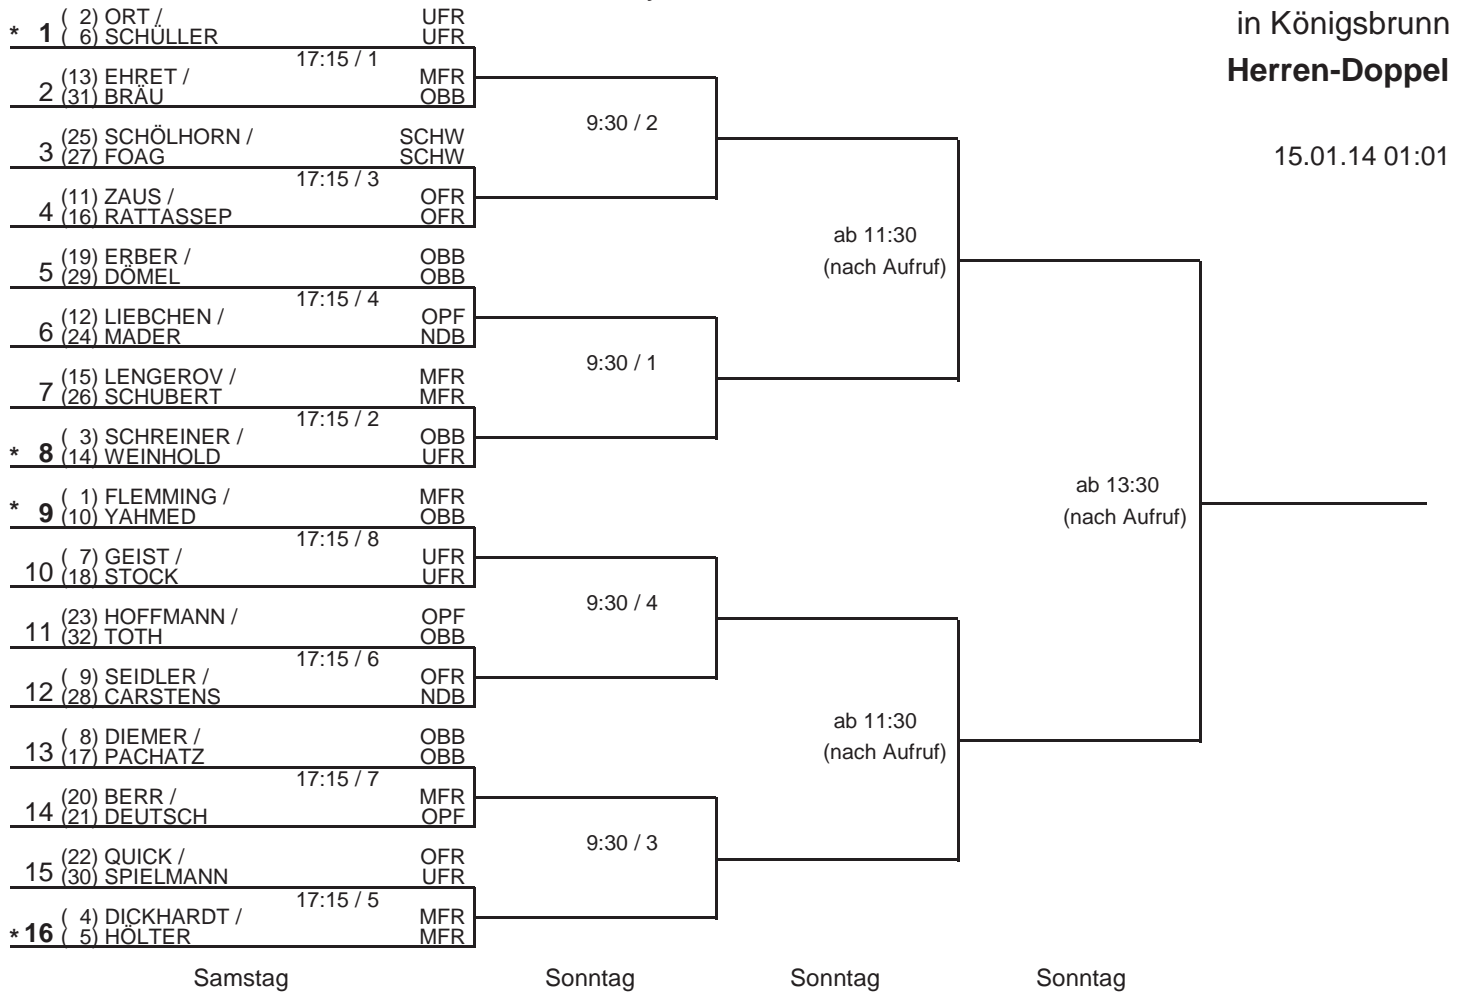 in Königsbrunn
Herren-Doppel
15.01.14 01:01
( 2) ORT / UFR
* 1 ( 6) SCHÜLLER UFR
17:15 / 1
(13) EHRET / MFR
2 (31) BRÄU OBB
9:30 / 2
(25) SCHÖLHORN / SCHW
3 (27) FOAG SCHW
17:15 / 3
(11) ZAUS / OFR
4 (16) RATTASSEP OFR
ab 11:30
(nach Aufruf)
(19) ERBER / OBB
5 (29) DÖMEL OBB
17:15 / 4
(12) LIEBCHEN / OPF
6 (24) MADER NDB
9:30 / 1
(15) LENGEROV / MFR
7 (26) SCHUBERT MFR
17:15 / 2
( 3) SCHREINER / OBB
* 8 (14) WEINHOLD UFR
ab 13:30
(nach Aufruf)
( 1) FLEMMING / MFR
* 9 (10) YAHMED OBB
17:15 / 8
( 7) GEIST / UFR
10 (18) STOCK UFR
9:30 / 4
(23) HOFFMANN / OPF
11 (32) TOTH OBB
17:15 / 6
( 9) SEIDLER / OFR
12 (28) CARSTENS NDB
ab 11:30
(nach Aufruf)
( 8) DIEMER / OBB
13 (17) PACHATZ OBB
17:15 / 7
(20) BERR / MFR
14 (21) DEUTSCH OPF
9:30 / 3
(22) QUICK / OFR
15 (30) SPIELMANN UFR
17:15 / 5
( 4) DICKHARDT / MFR
* 16 ( 5) HÖLTER MFR
Samstag Sonntag Sonntag Sonntag